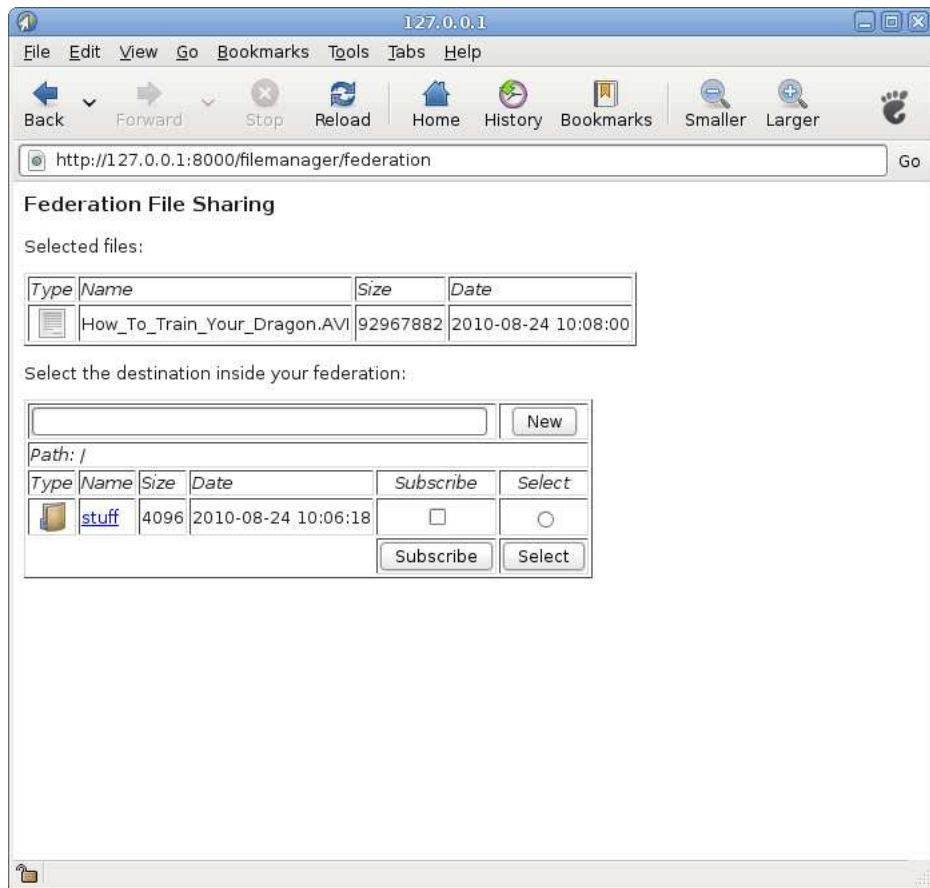 127.0.0.1
File Edit View Go Bookmarks Tools Tabs Help
Back Forward Stop Reload Home History Bookmarks Smaller Larger
http://127.0.0.1:8000/filemanager/federation Go
Federation File Sharing
Selected files:
Type Name Size Date
How_To_Train_Your_Dragon.AVI 92967882 2010-08-24 10:08:00
Select the destination inside your federation:
New
Path: /
Type Name Size Date Subscribe Select
stuff 4096 2010-08-24 10:06:18
Subscribe Select